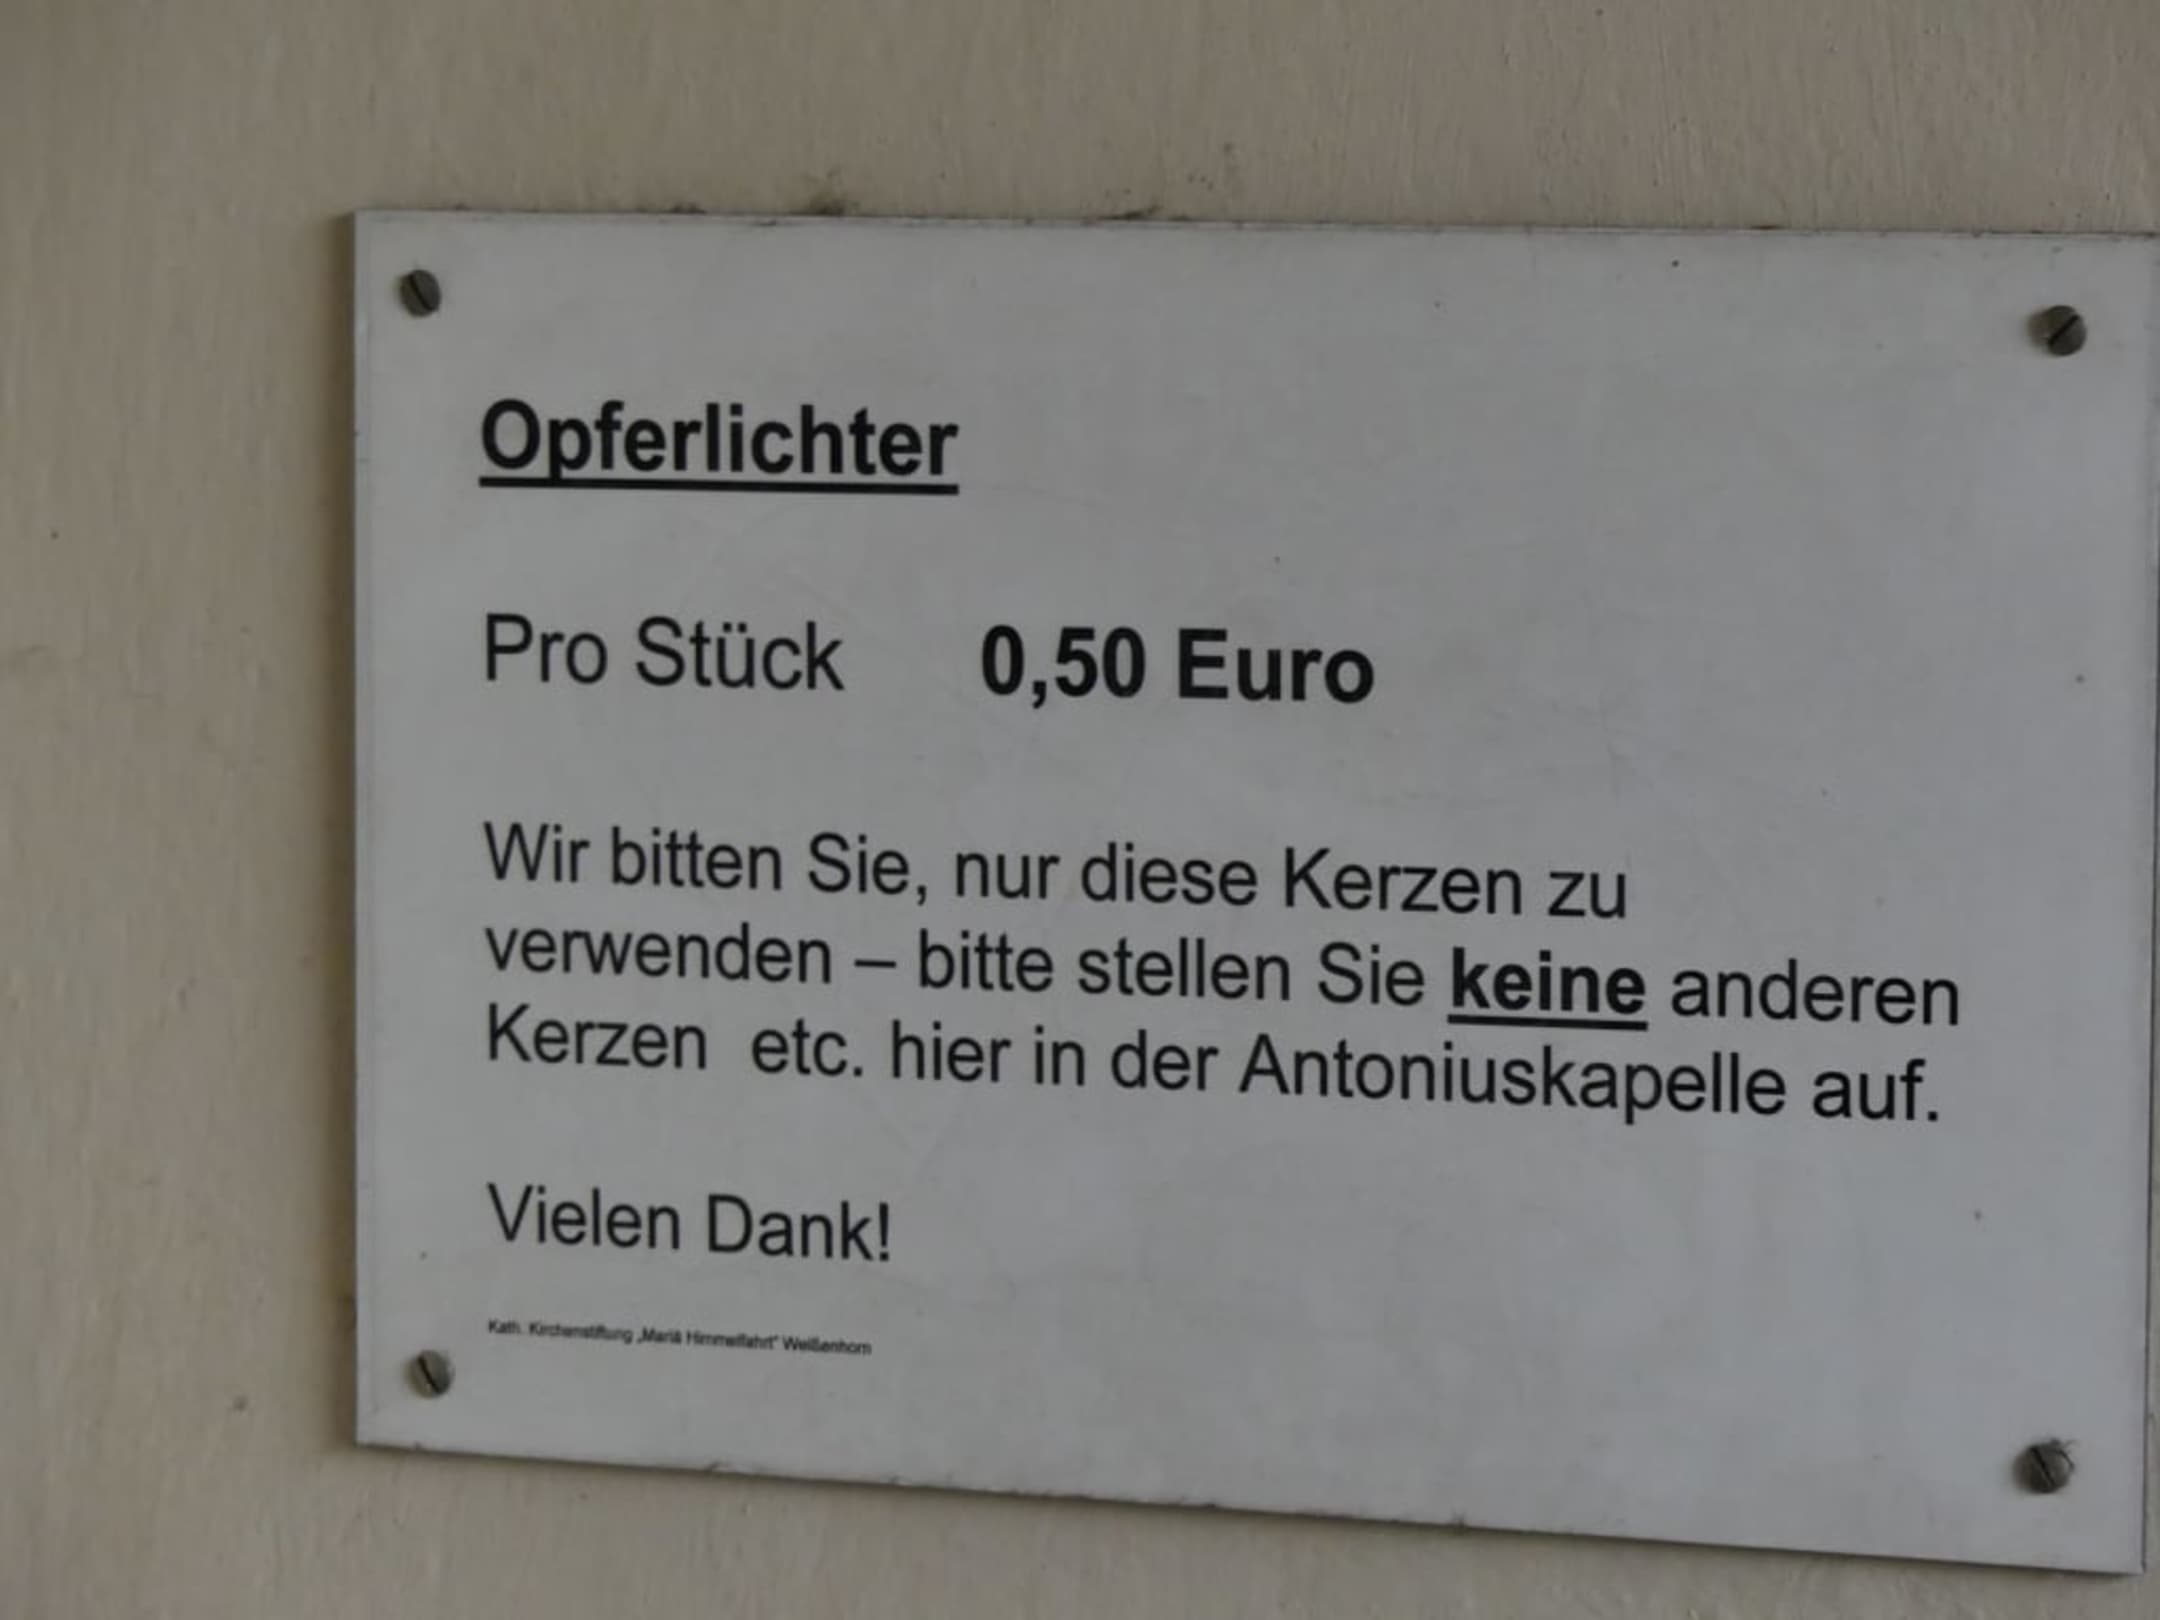 Opferlichter
Pro Stück 0,50 Euro
Wir bitten Sie, nur diese Kerzen zu
verwenden – bitte stellen Sie keine anderen
Kerzen etc. hier in der Antoniuskapelle auf.
Vielen Dank!
Kath. Kirchenstiftung „Mariä Himmelfahrt“ Weißenhorn